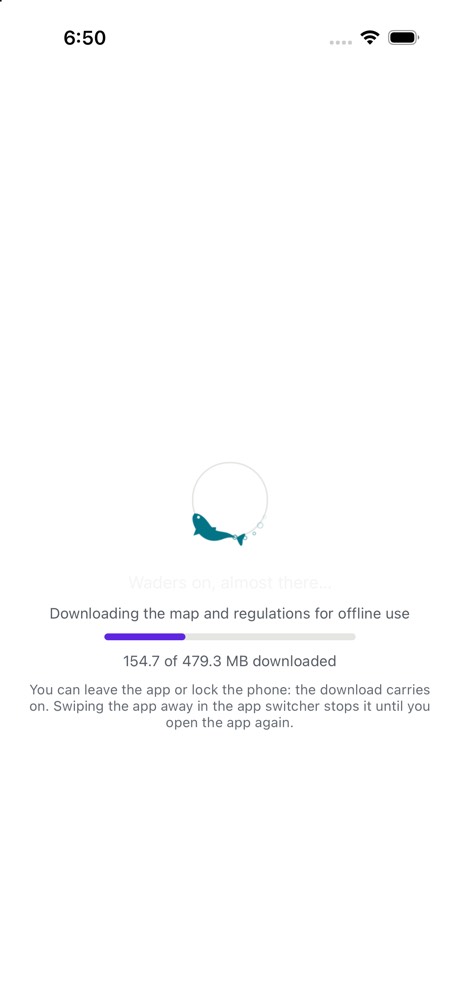 6:50
Waders on, almost there...
Downloading the map and regulations for offline use
154.7 of 479.3 MB downloaded
You can leave the app or lock the phone: the download carries
on. Swiping the app away in the app switcher stops it until you
open the app again.